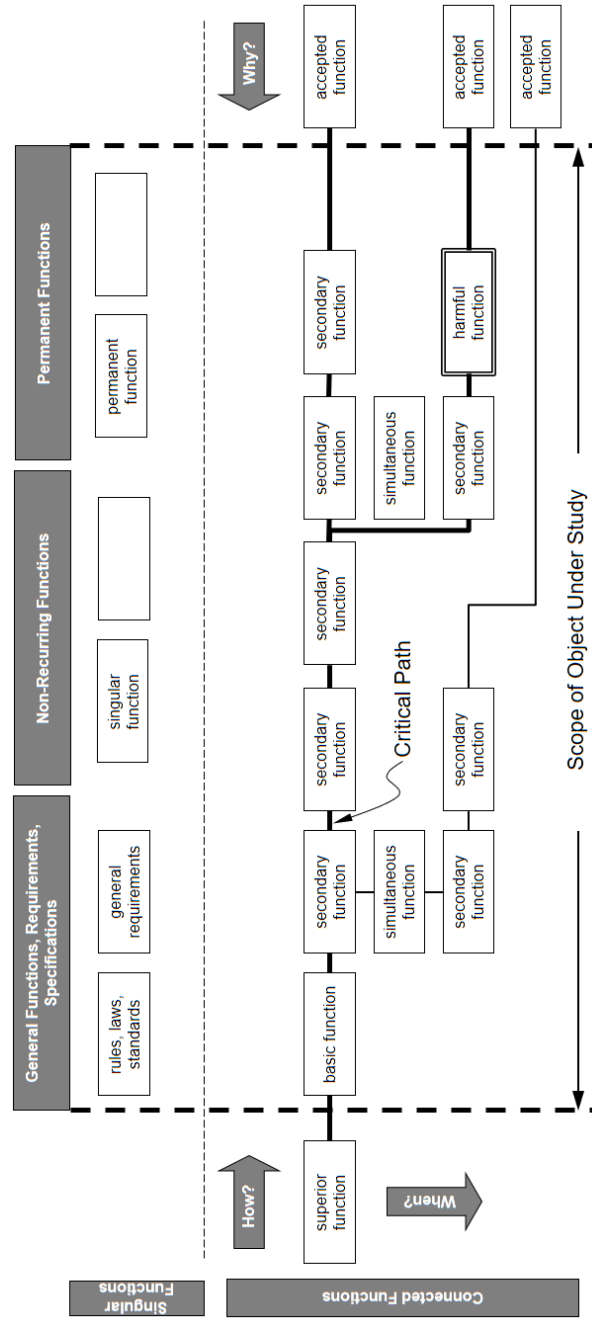 General Functions, Requirements,
Specifications
Non-Recurring Functions
Permanent Functions
Singular
Functions
rules, laws,
standards
general
requirements
singular
function
permanent
function
How?
Why?
Connected Functions
superior
function
basic function
secondary
function
secondary
function
secondary
function
secondary
function
secondary
function
accepted
function
When?
simultaneous
function
Critical Path
simultaneous
function
secondary
function
secondary
function
secondary
function
harmful
function
accepted
function
accepted
function
Scope of Object Under Study